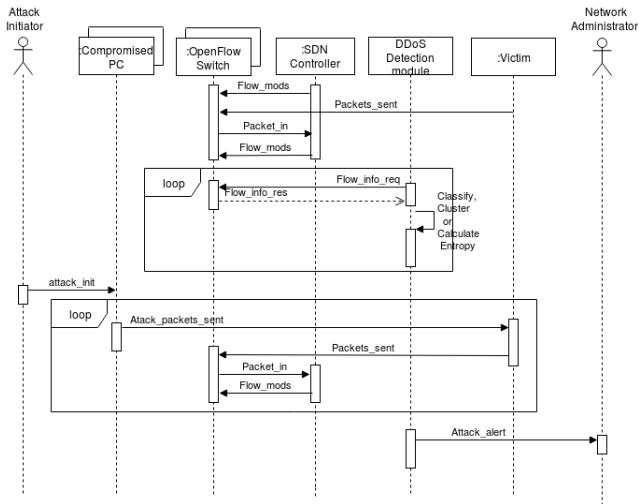 Attack
Initiator
Network
Administrator
:Compromised
PC
:OpenFlow
Switch
:SDN
Controller
DDoS
Detection
module
:Victim
Flow_mods
Packets_sent
Packet_in
Flow_mods
loop
Flow_info_req
Flow_info_res
Classify,
Cluster
or
Calculate
Entropy
attack_init
loop
Atack_packets_sent
Packets_sent
Packet_in
Flow_mods
Attack_alert